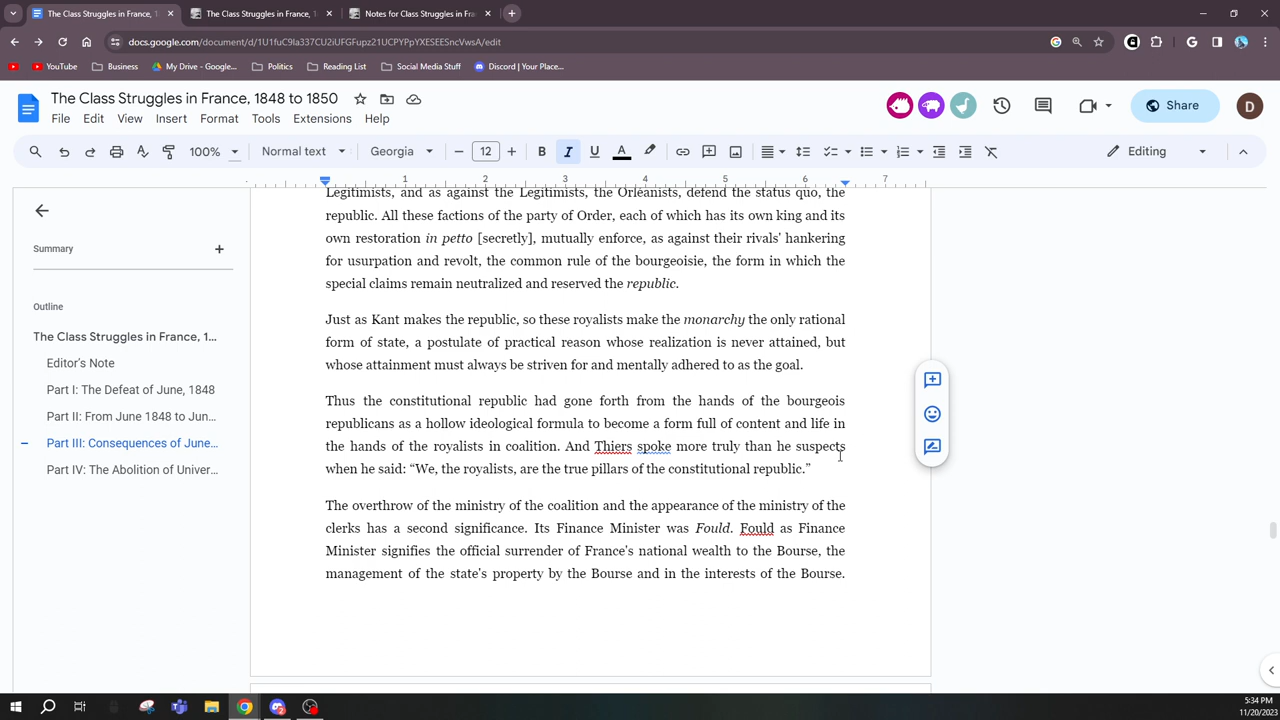 The Class Struggles in France, 1
The Class Struggles in France, 1
Notes for Class Struggles in Fra
docs.google.com/document/d/1U1fuC9la337CU2iUFGFupz21UCPYPpYXESEESncVwsA/edit
YouTube Business My Drive - Google... Politics Reading List Social Media Stuff Discord | Your Place...
The Class Struggles in France, 1848 to 1850
Share
D
File Edit View Insert Format Tools Extensions Help
100% Normal text Georgia 12 B I U A Editing
1 2 3 4 5 6 7
Summary
Outline
The Class Struggles in France, 1...
Editor's Note
Part I: The Defeat of June, 1848
Part II: From June 1848 to Jun...
Part III: Consequences of June...
Part IV: The Abolition of Univer...
Legitimists, and as against the Legitimists, the Orléanists, defend the status quo, the
republic. All these factions of the party of Order, each of which has its own king and its
own restoration in petto [secretly], mutually enforce, as against their rivals' hankering
for usurpation and revolt, the common rule of the bourgeoisie, the form in which the
special claims remain neutralized and reserved the republic.
Just as Kant makes the republic, so these royalists make the monarchy the only rational
form of state, a postulate of practical reason whose realization is never attained, but
whose attainment must always be striven for and mentally adhered to as the goal.
Thus the constitutional republic had gone forth from the hands of the bourgeois
republicans as a hollow ideological formula to become a form full of content and life in
the hands of the royalists in coalition. And Thiers spoke more truly than he suspects
when he said: “We, the royalists, are the true pillars of the constitutional republic.”
The overthrow of the ministry of the coalition and the appearance of the ministry of the
clerks has a second significance. Its Finance Minister was Fould. Fould as Finance
Minister signifies the official surrender of France's national wealth to the Bourse, the
management of the state's property by the Bourse and in the interests of the Bourse.
5:34 PM
11/20/2023